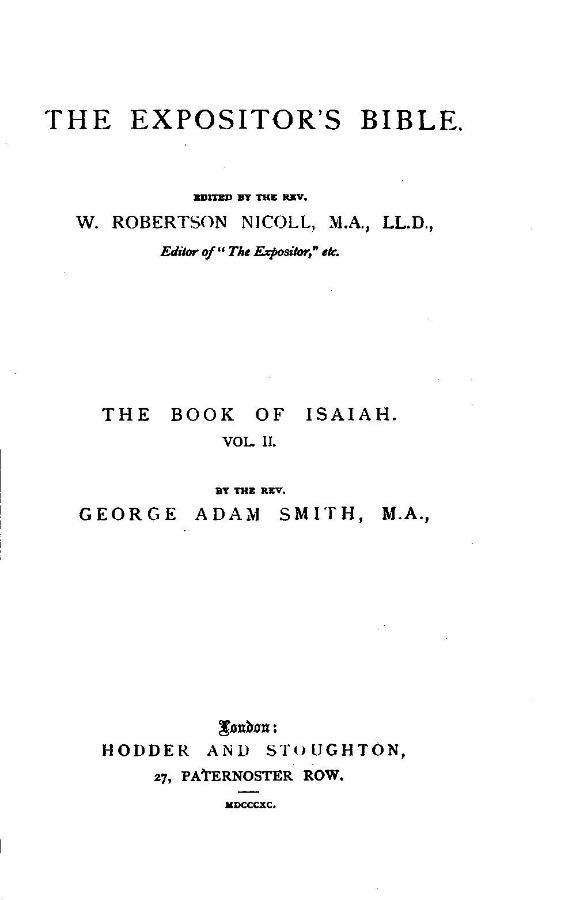 THE EXPOSITOR'S BIBLE.
EDITED BY THE REV.
W. ROBERTSON NICOLL, M.A., LL.D.,
Editor of "The Expositor," etc.
THE BOOK OF ISAIAH.
VOL. II.
BY THE REV.
GEORGE ADAM SMITH, M.A.,
London:
HODDER AND STOUGHTON,
27, PATERNOSTER ROW.
MDCCCXC.